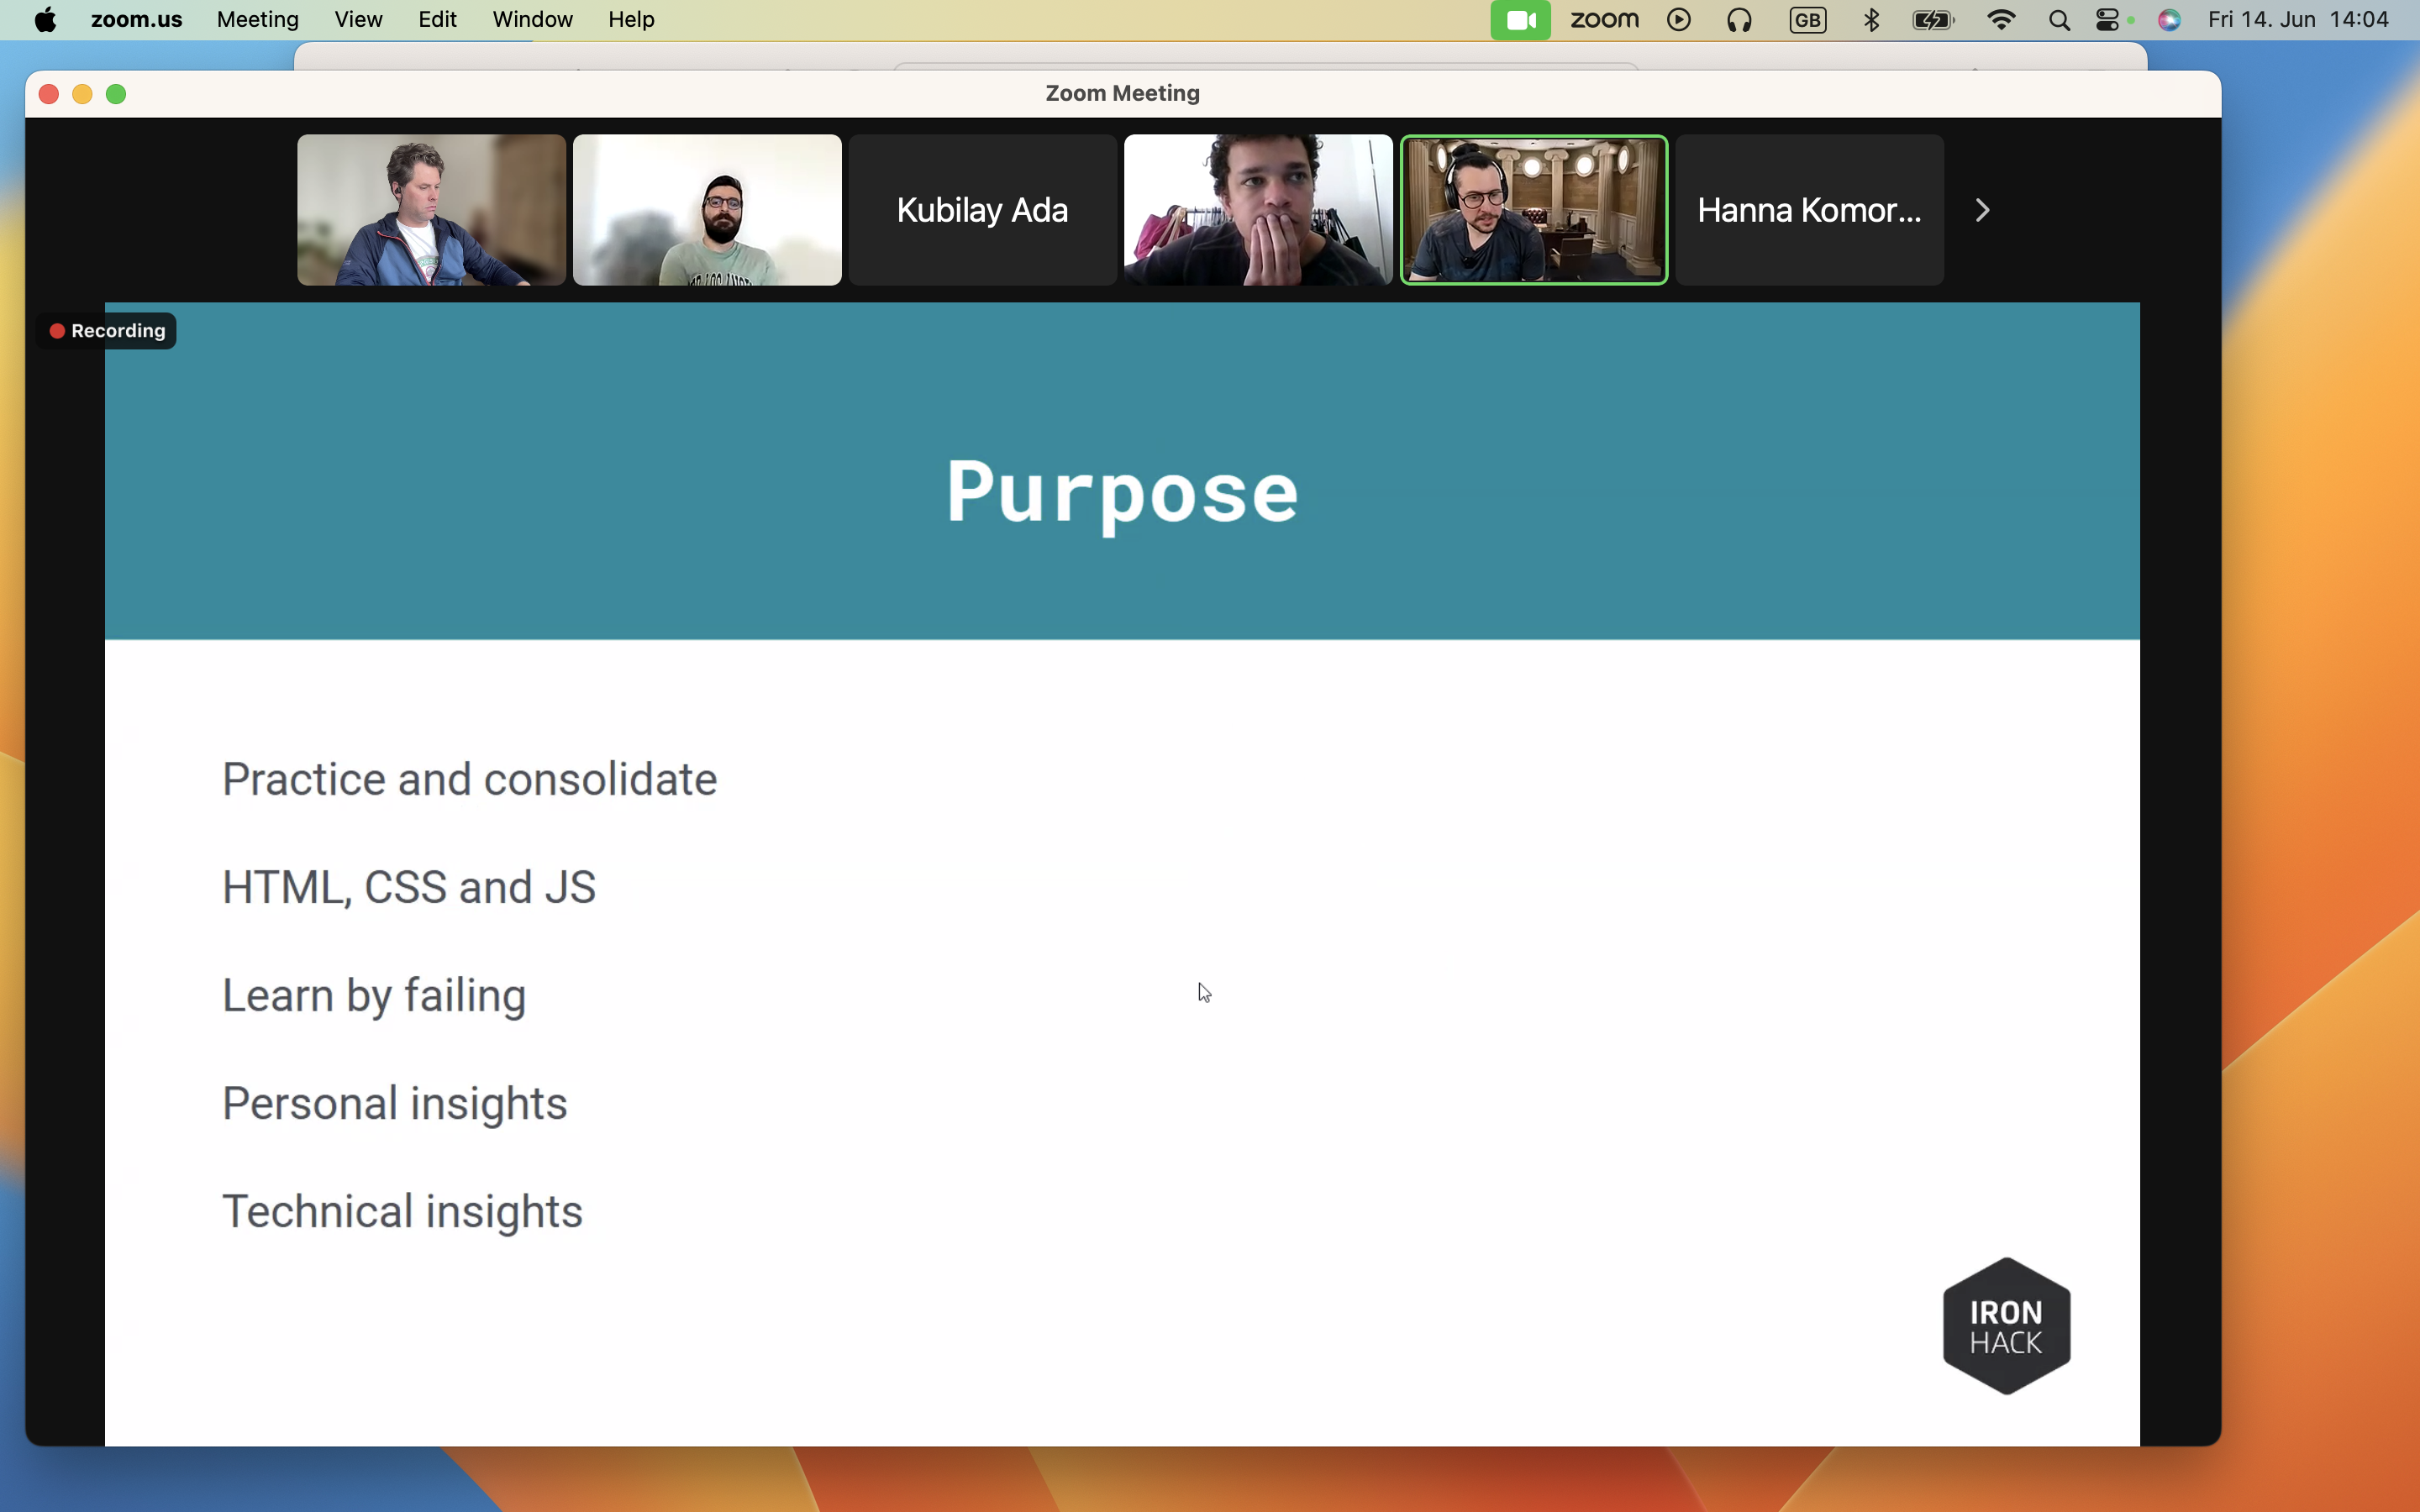 zoom.us Meeting View Edit Window Help zoom GB Fri 14. Jun 14:04
Zoom Meeting
Kubilay Ada
Hanna Komor...
Recording
Purpose
Practice and consolidate
HTML, CSS and JS
Learn by failing
Personal insights
Technical insights
IRON
HACK